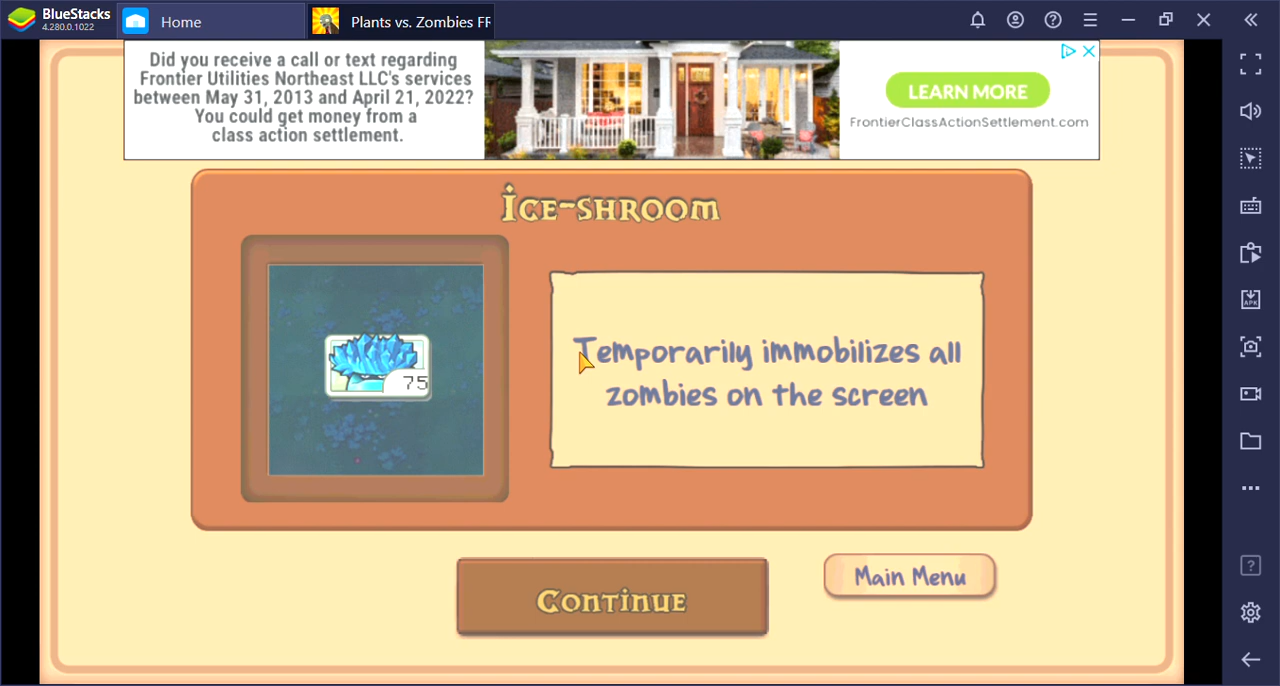 BlueStacks
4.280.0.1022
Home
Plants vs. Zombies FR
Did you receive a call or text regarding
Frontier Utilities Northeast LLC's services
between May 31, 2013 and April 21, 2022?
You could get money from a
class action settlement.
LEARN MORE
FrontierClassActionSettlement.com
Ice-shroom
75
Temporarily immobilizes all
zombies on the screen
Continue
Main Menu
APK